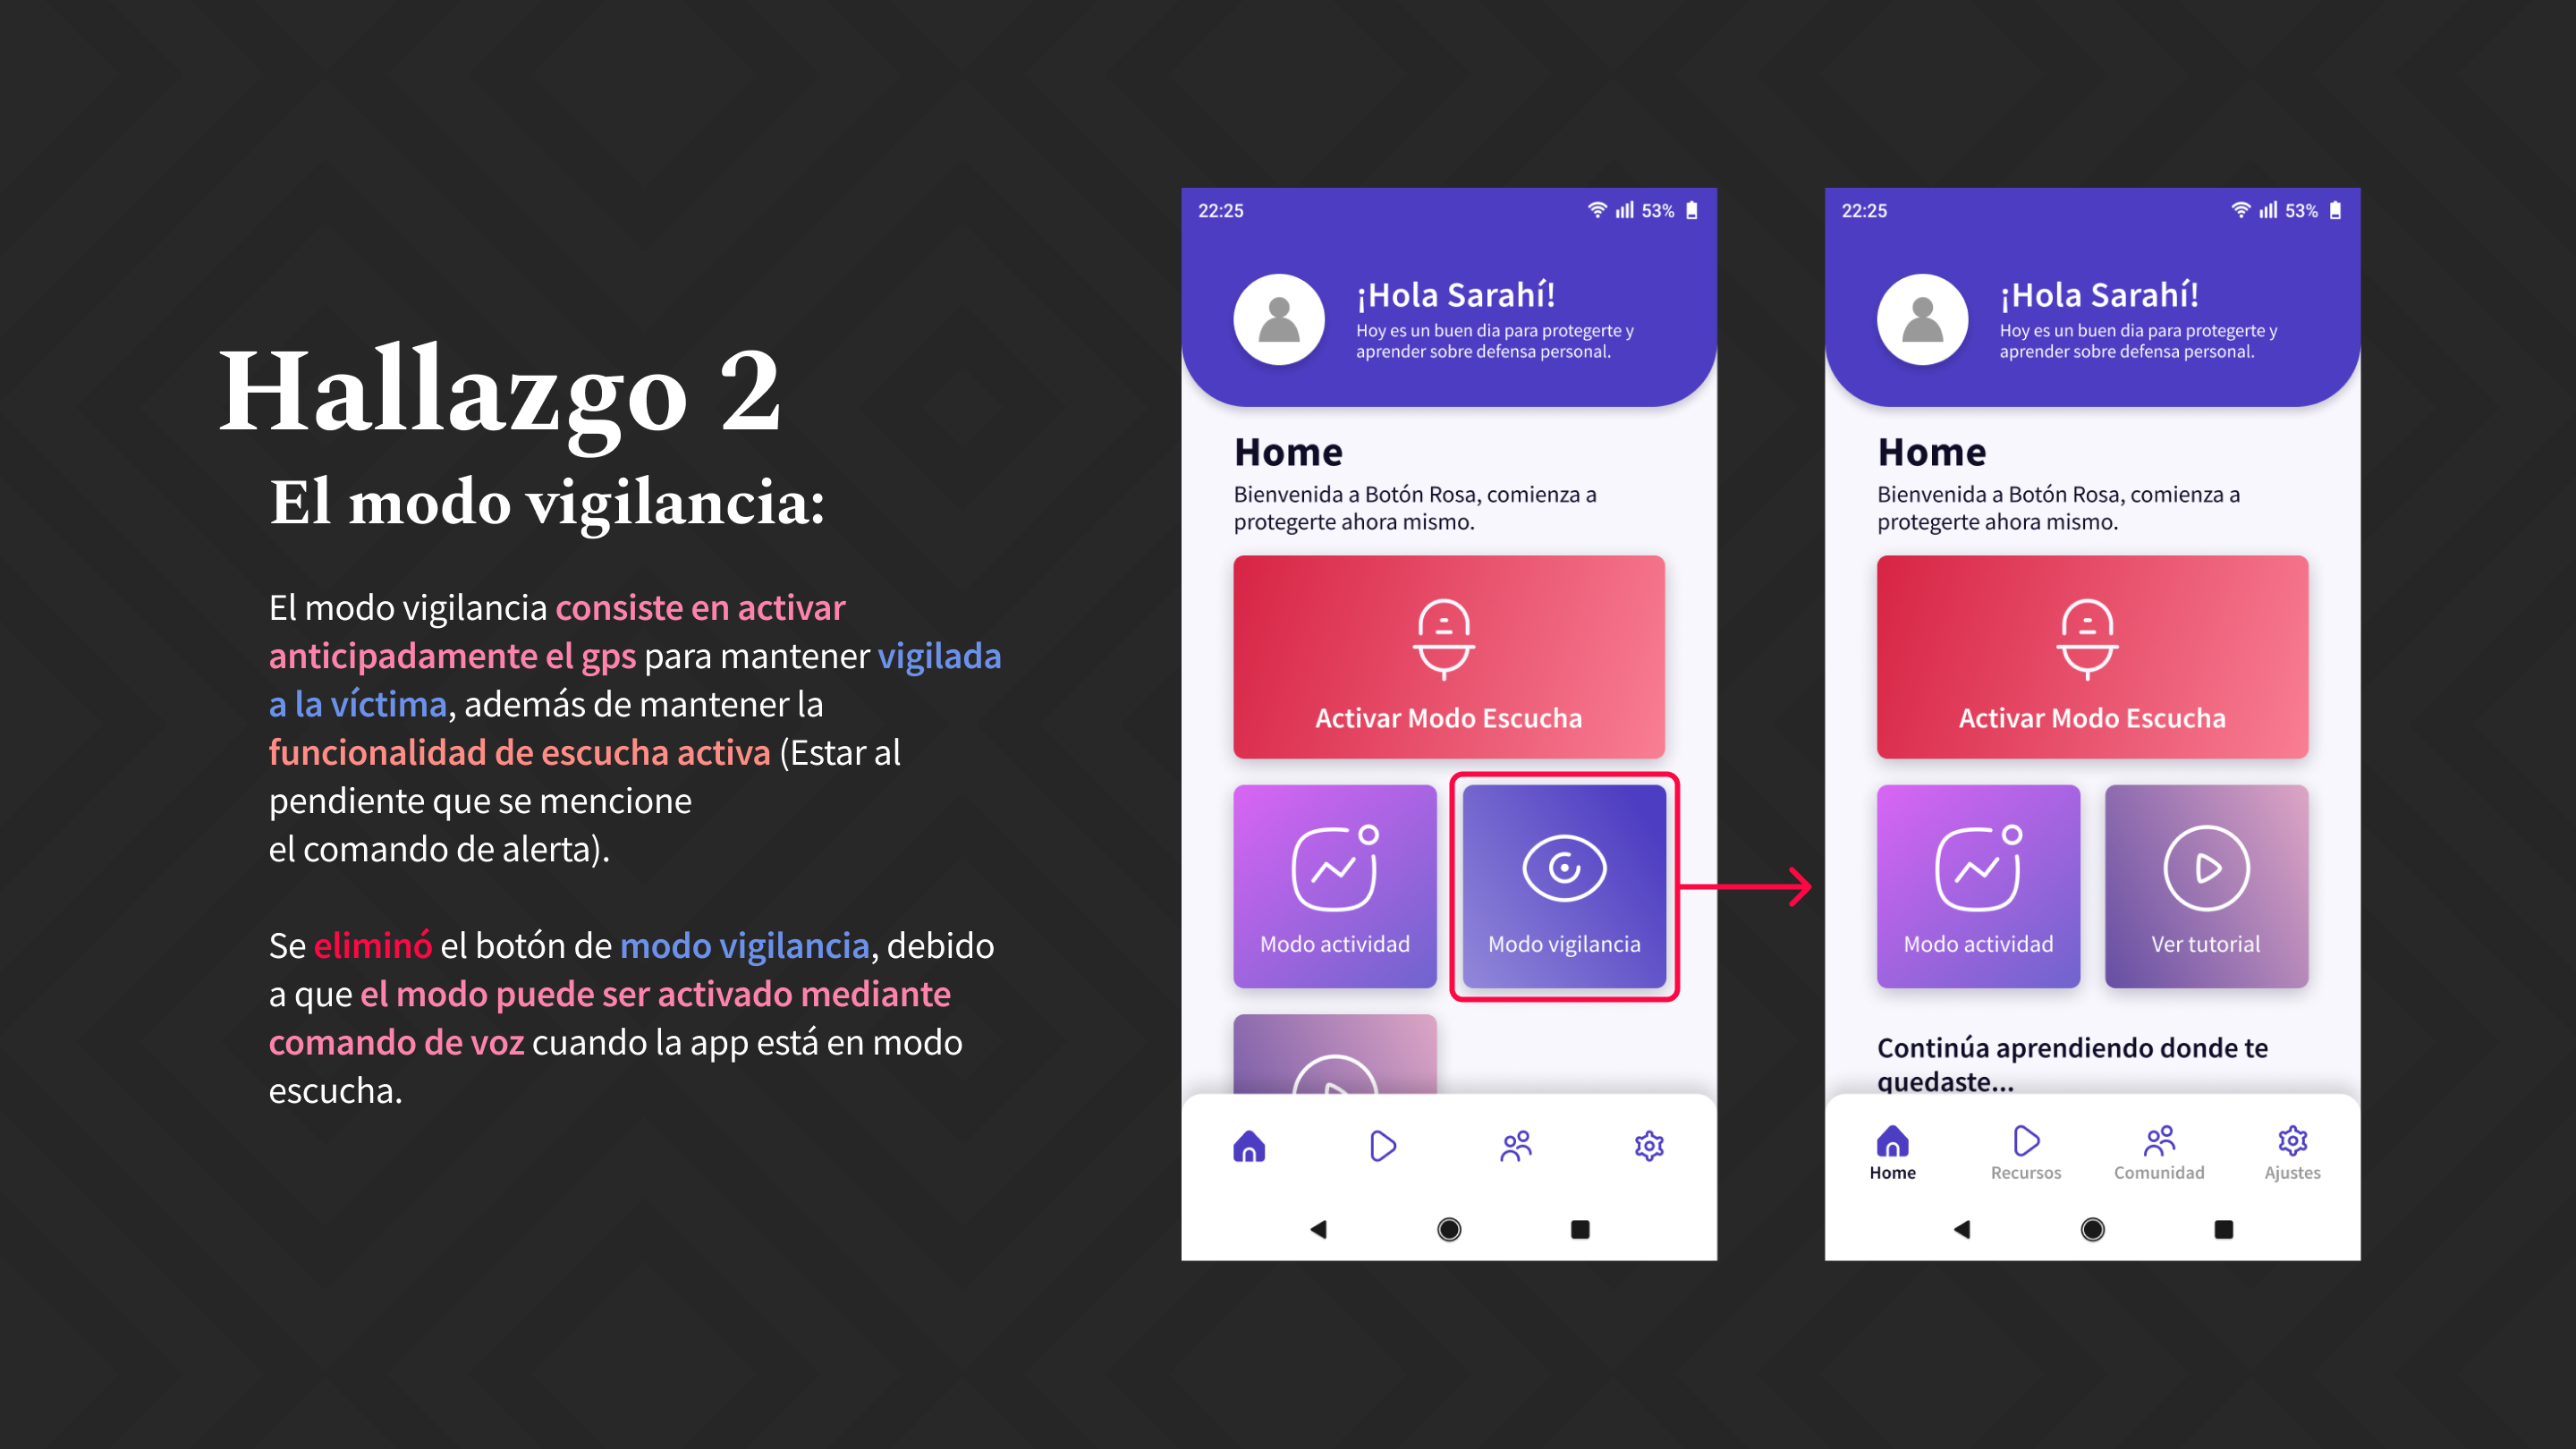 Hallazgo 2
El modo vigilancia:
El modo vigilancia consiste en activar
anticipadamente el gps para mantener vigilada
a la víctima, además de mantener la
funcionalidad de escucha activa (Estar al
pendiente que se mencione
el comando de alerta).
Se eliminó el botón de modo vigilancia, debido
a que el modo puede ser activado mediante
comando de voz cuando la app está en modo
escucha.
22:25
53%
¡Hola Sarahí!
Hoy es un buen dia para protegerte y
aprender sobre defensa personal.
Home
Bienvenida a Botón Rosa, comienza a
protegerte ahora mismo.
Activar Modo Escucha
Modo actividad
Modo vigilancia
22:25
53%
¡Hola Sarahí!
Hoy es un buen dia para protegerte y
aprender sobre defensa personal.
Home
Bienvenida a Botón Rosa, comienza a
protegerte ahora mismo.
Activar Modo Escucha
Modo actividad
Ver tutorial
Continúa aprendiendo donde te
quedaste...
Home
Recursos
Comunidad
Ajustes